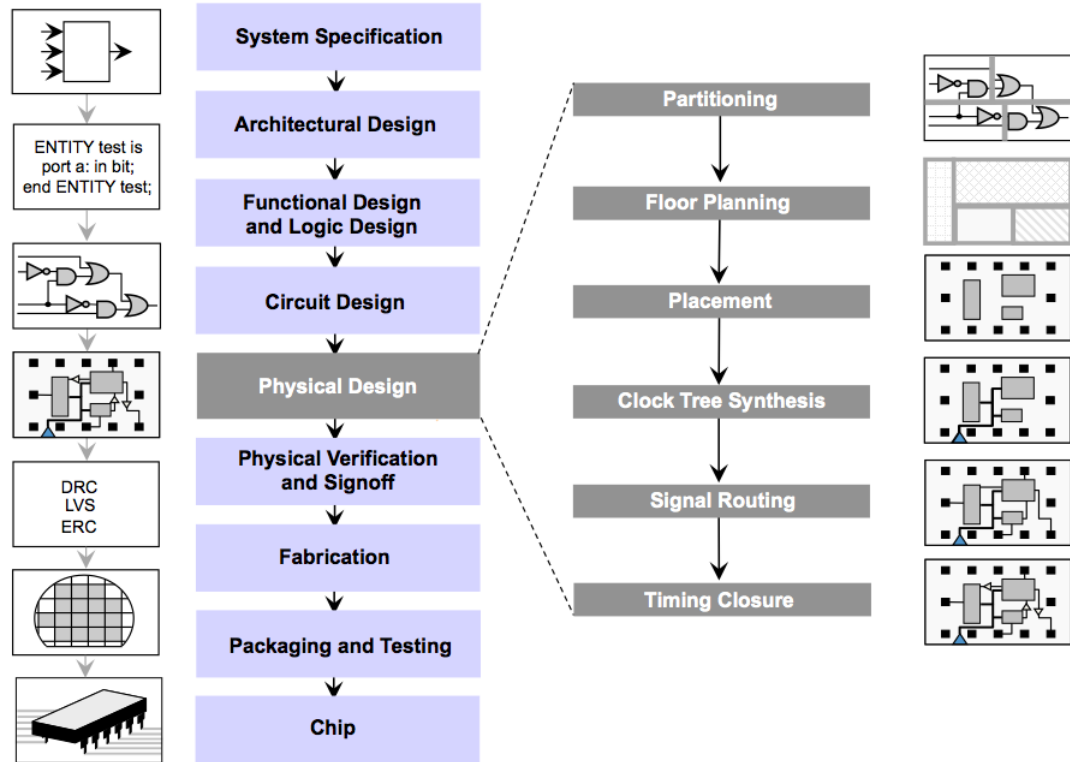 ENTITY test is
port a: in bit;
end ENTITY test;
DRC
LVS
ERC
System Specification
Architectural Design
Functional Design
and Logic Design
Circuit Design
Physical Design
Physical Verification
and Signoff
Fabrication
Packaging and Testing
Chip
Partitioning
Floor Planning
Placement
Clock Tree Synthesis
Signal Routing
Timing Closure